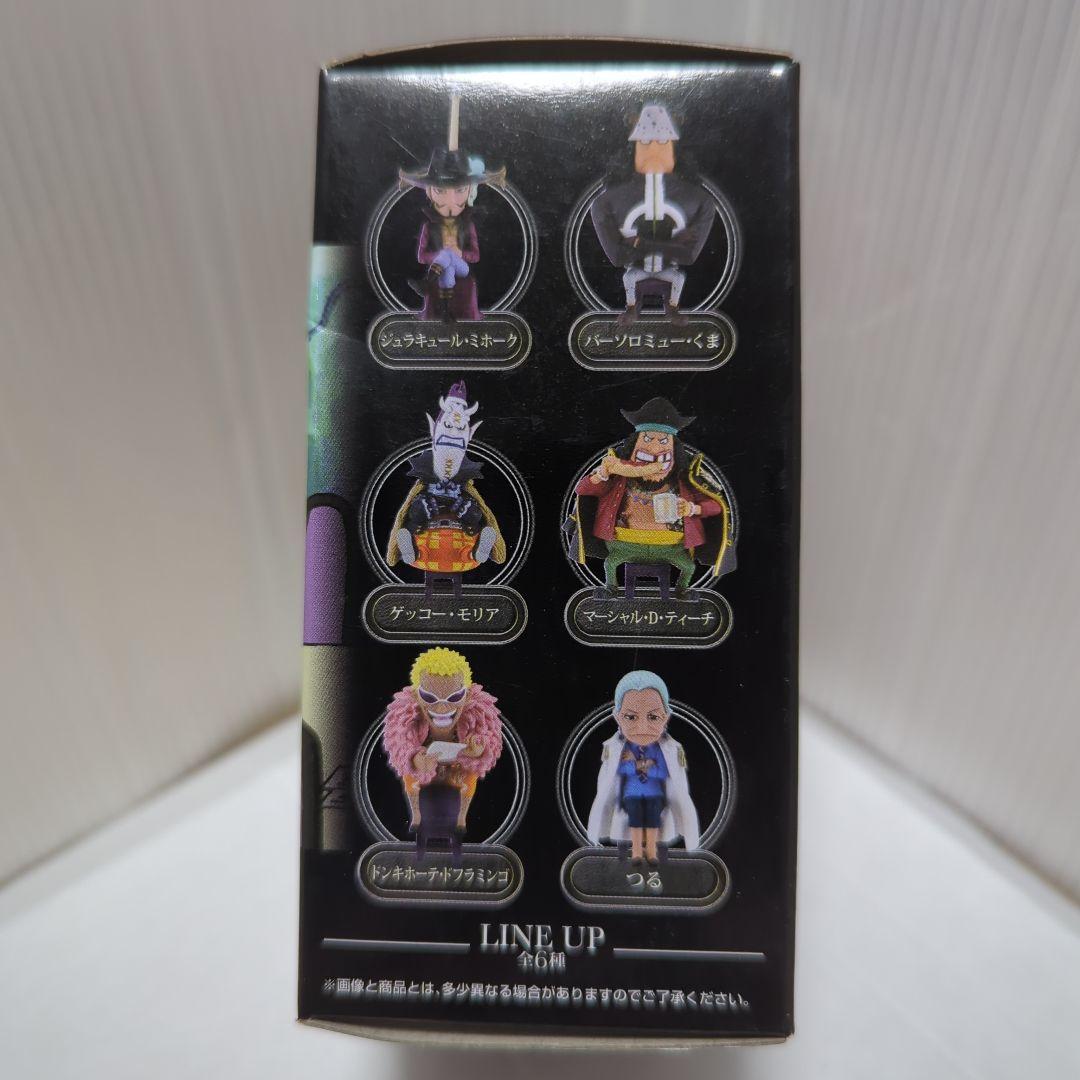 ジュラキュール・ミホーク
バーソロミュー・くま
ゲッコー・モリア
マーシャル・D・ティーチ
ドンキホーテ・ドフラミンゴ
つる
LINE UP
全6種
※画像と商品とは、多少異なる場合がありますのでご了承ください。